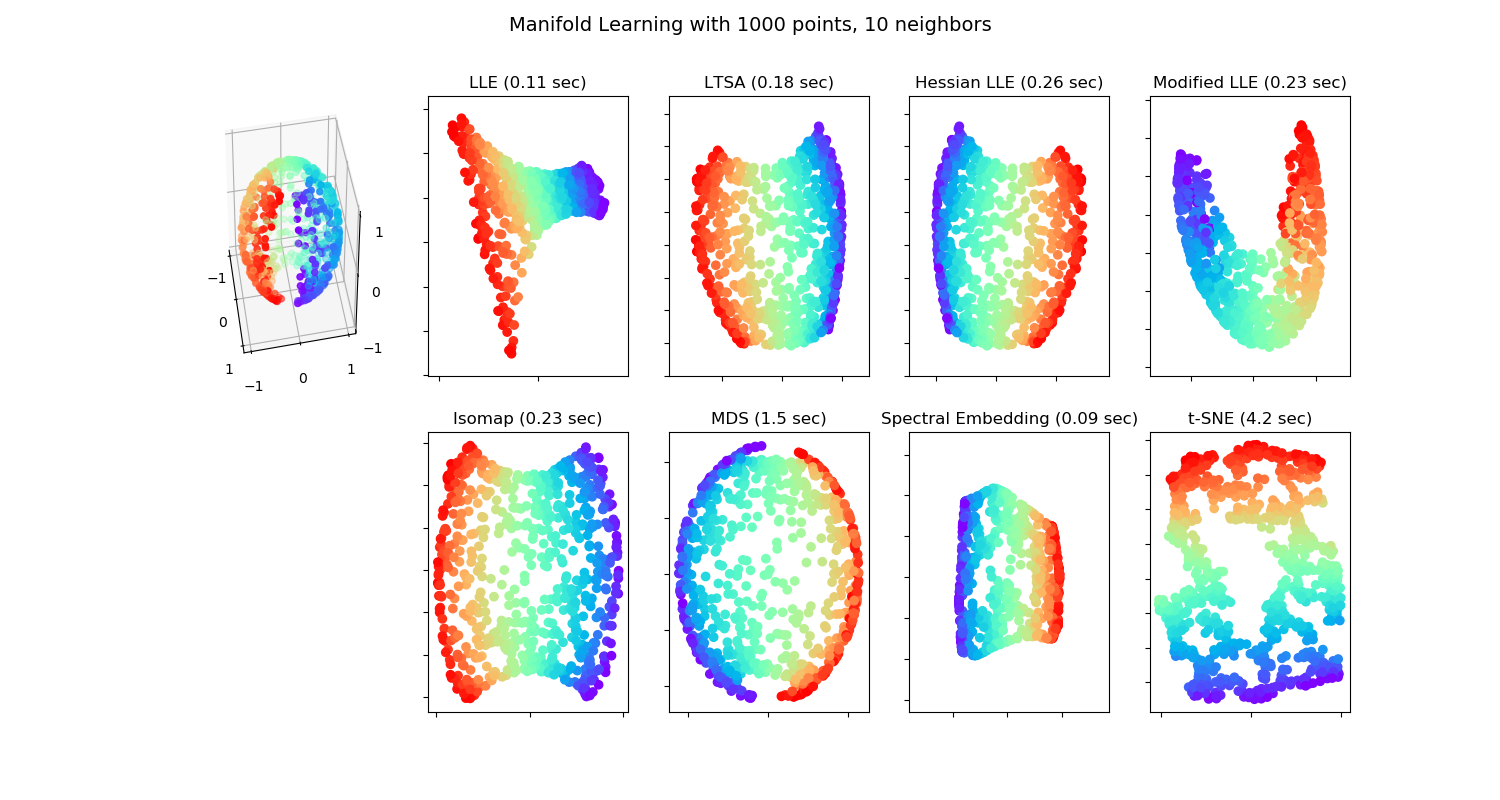 Manifold Learning with 1000 points, 10 neighbors
LLE (0.11 sec)
LTSA (0.18 sec)
Hessian LLE (0.26 sec)
Modified LLE (0.23 sec)
1
−1
0
0
−1
1
−1
0
1
Isomap (0.23 sec)
MDS (1.5 sec)
Spectral Embedding (0.09 sec)
t-SNE (4.2 sec)